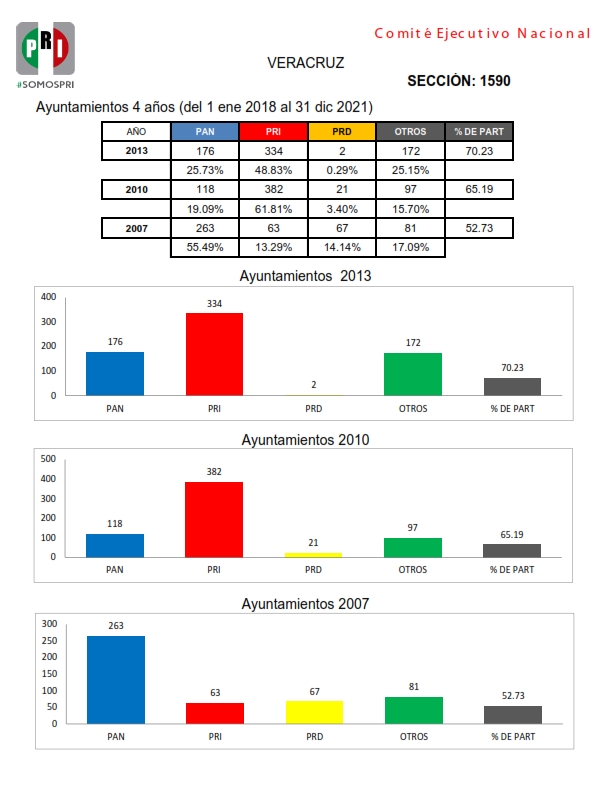 Comité Ejecutivo Nacional
PRI
#SOMOSPRI
VERACRUZ
SECCIÓN: 1590
Ayuntamientos 4 años (del 1 ene 2018 al 31 dic 2021)
AÑO PAN PRI PRD OTROS % DE PART
2013 176 334 2 172 70.23
25.73% 48.83% 0.29% 25.15%
2010 118 382 21 97 65.19
19.09% 61.81% 3.40% 15.70%
2007 263 63 67 81 52.73
55.49% 13.29% 14.14% 17.09%
Ayuntamientos 2013
400
300
200
100
0
176 334 2 172 70.23
PAN PRI PRD OTROS % DE PART
Ayuntamientos 2010
500
400
300
200
100
0
118 382 21 97 65.19
PAN PRI PRD OTROS % DE PART
Ayuntamientos 2007
300
250
200
150
100
50
0
263 63 67 81 52.73
PAN PRI PRD OTROS % DE PART